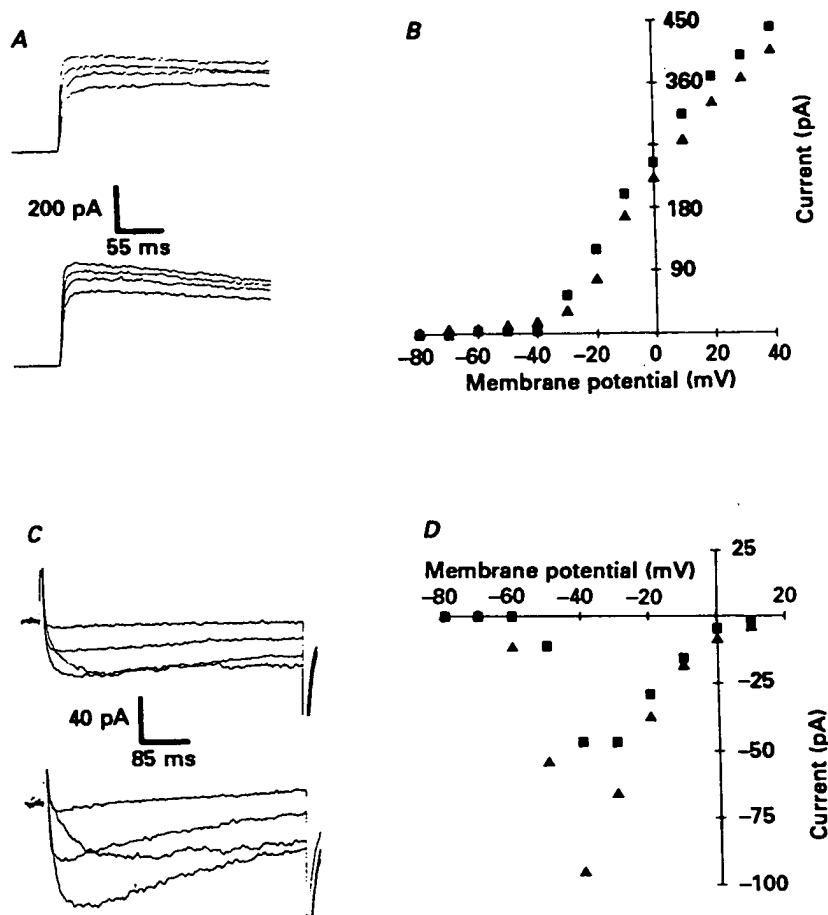 A
200 pA
55 ms
B
450
360
180
90
Current (pA)
−80 −60 −40 −20 0 20 40
Membrane potential (mV)
C
40 pA
85 ms
D
25
Membrane potential (mV)
−80 −60 −40 −20 20
−25
−50
−75
−100
Current (pA)